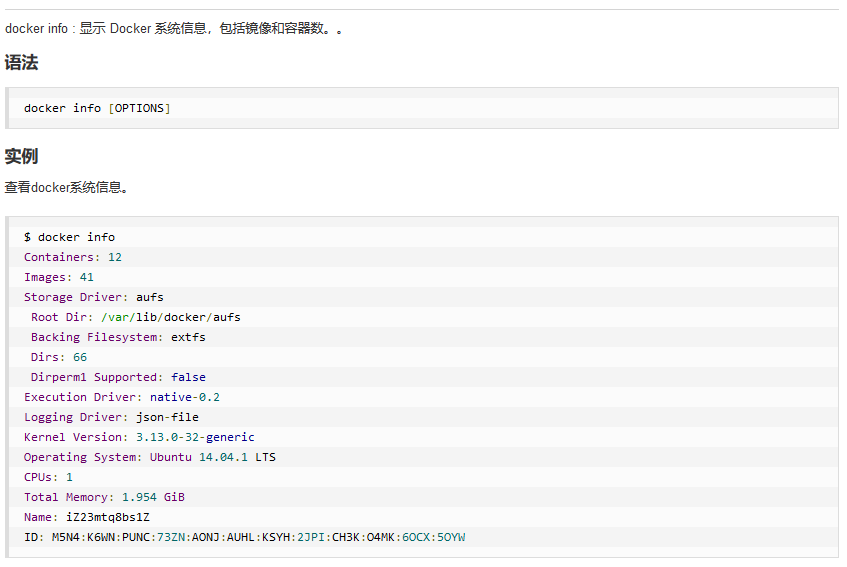 docker info : 显示 Docker 系统信息，包括镜像和容器数。。
语法
docker info [OPTIONS]
实例
查看docker系统信息。
$ docker info
Containers: 12
Images: 41
Storage Driver: aufs
Root Dir: /var/lib/docker/aufs
Backing Filesystem: extfs
Dirs: 66
Dirperm1 Supported: false
Execution Driver: native-0.2
Logging Driver: json-file
Kernel Version: 3.13.0-32-generic
Operating System: Ubuntu 14.04.1 LTS
CPUs: 1
Total Memory: 1.954 GiB
Name: iZ23mtq8bs1Z
ID: M5N4:K6WN:PUNC:73ZN:AONJ:AUHL:KSYH:2JPI:CH3K:O4MK:6OCX:5OYW